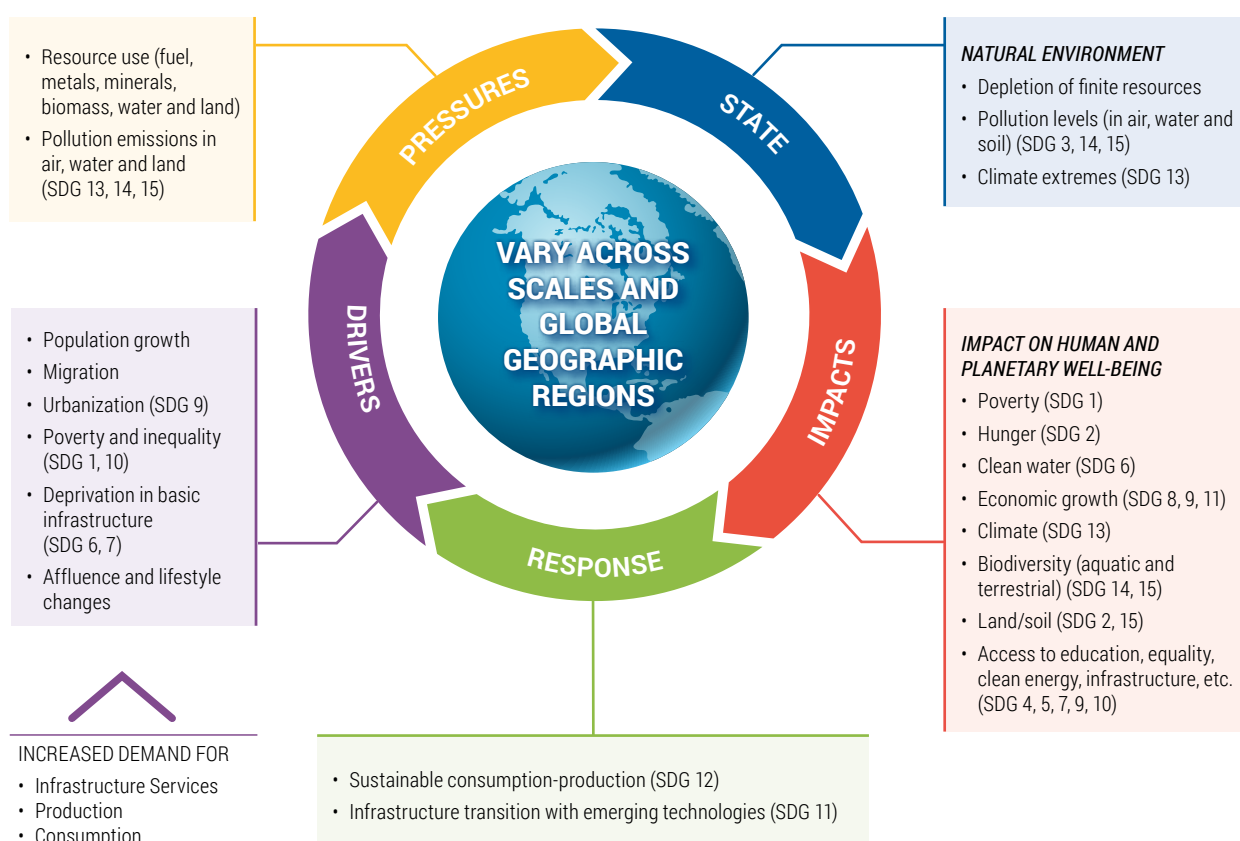 • Resource use (fuel,
metals, minerals,
biomass, water and land)
• Pollution emissions in
air, water and land
(SDG 13, 14, 15)
PRESSURES
STATE
NATURAL ENVIRONMENT
• Depletion of finite resources
• Pollution levels (in air, water and
soil) (SDG 3, 14, 15)
• Climate extremes (SDG 13)
VARY ACROSS
SCALES AND
GLOBAL
GEOGRAPHIC
REGIONS
DRIVERS
• Population growth
• Migration
• Urbanization (SDG 9)
• Poverty and inequality
(SDG 1, 10)
• Deprivation in basic
infrastructure
(SDG 6, 7)
• Affluence and lifestyle
changes
IMPACTS
IMPACT ON HUMAN AND
PLANETARY WELL-BEING
• Poverty (SDG 1)
• Hunger (SDG 2)
• Clean water (SDG 6)
• Economic growth (SDG 8, 9, 11)
• Climate (SDG 13)
• Biodiversity (aquatic and
terrestrial) (SDG 14, 15)
• Land/soil (SDG 2, 15)
• Access to education, equality,
clean energy, infrastructure, etc.
(SDG 4, 5, 7, 9, 10)
RESPONSE
INCREASED DEMAND FOR
• Infrastructure Services
• Production
• Consumption
• Sustainable consumption-production (SDG 12)
• Infrastructure transition with emerging technologies (SDG 11)